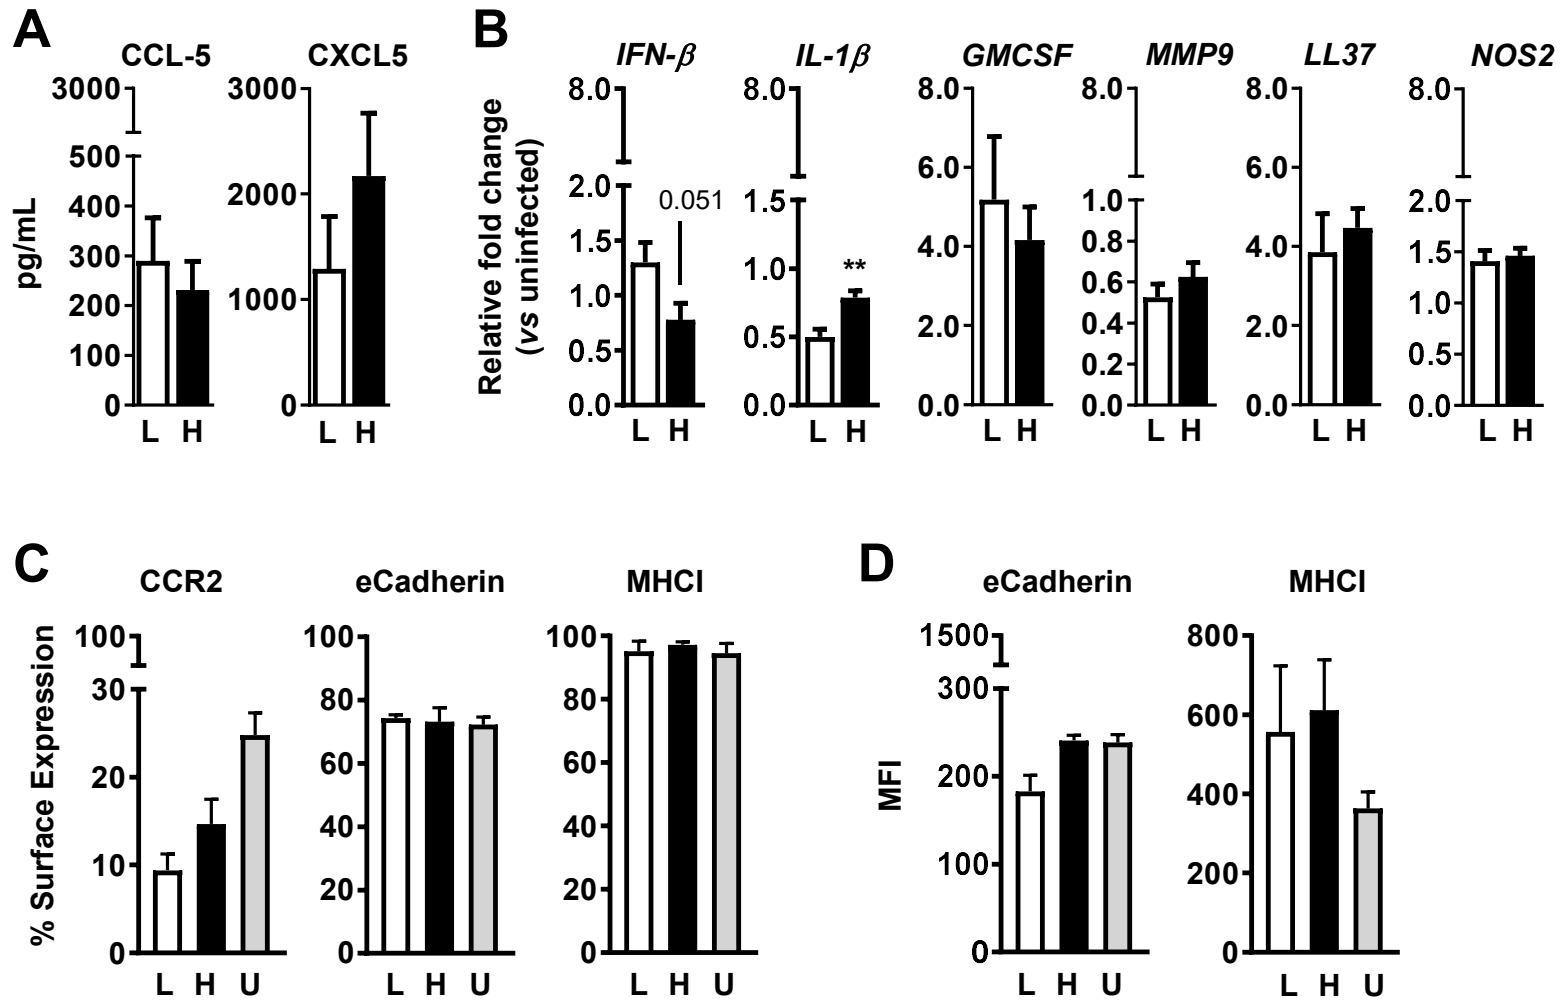 A
CCL-5
CXCL5
pg/mL
3000
500
400
300
200
100
0
L H
3000
2000
1000
0
L H
B
IFN-β
IL-1β
GMCSF
MMP9
LL37
NOS2
Relative fold change
(vs uninfected)
8.0
2.0
1.5
1.0
0.5
0.0
0.051
L H
8.0
1.5
1.0
0.5
0.0
**
L H
8.0
6.0
4.0
2.0
0.0
L H
8.0
1.0
0.8
0.6
0.4
0.2
0.0
L H
8.0
6.0
4.0
2.0
0.0
L H
8.0
2.0
1.5
1.0
0.5
0.0
L H
C
CCR2
eCadherin
MHCI
% Surface Expression
100
30
20
10
0
L H U
100
80
60
40
20
0
L H U
100
80
60
40
20
0
L H U
D
eCadherin
MHCI
MFI
1500
300
200
100
0
L H U
800
600
400
200
0
L H U